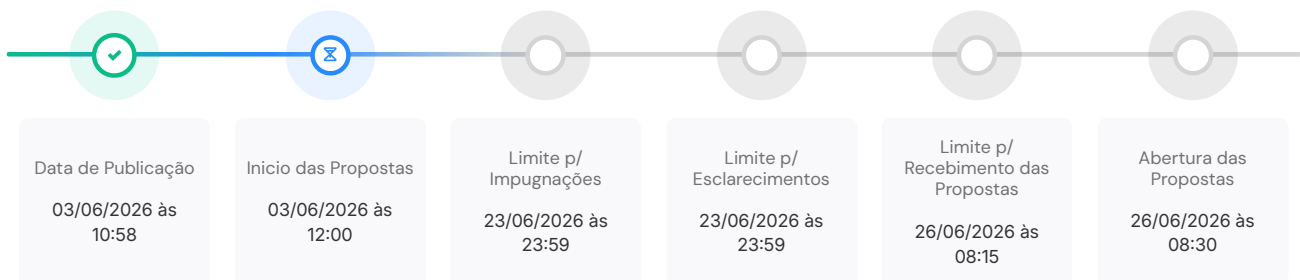 Data de Publicação
03/06/2026 às
10:58
Inicio das Propostas
03/06/2026 às
12:00
Limite p/
Impugnações
23/06/2026 às
23:59
Limite p/
Esclarecimentos
23/06/2026 às
23:59
Limite p/
Recebimento das
Propostas
26/06/2026 às
08:15
Abertura das
Propostas
26/06/2026 às
08:30